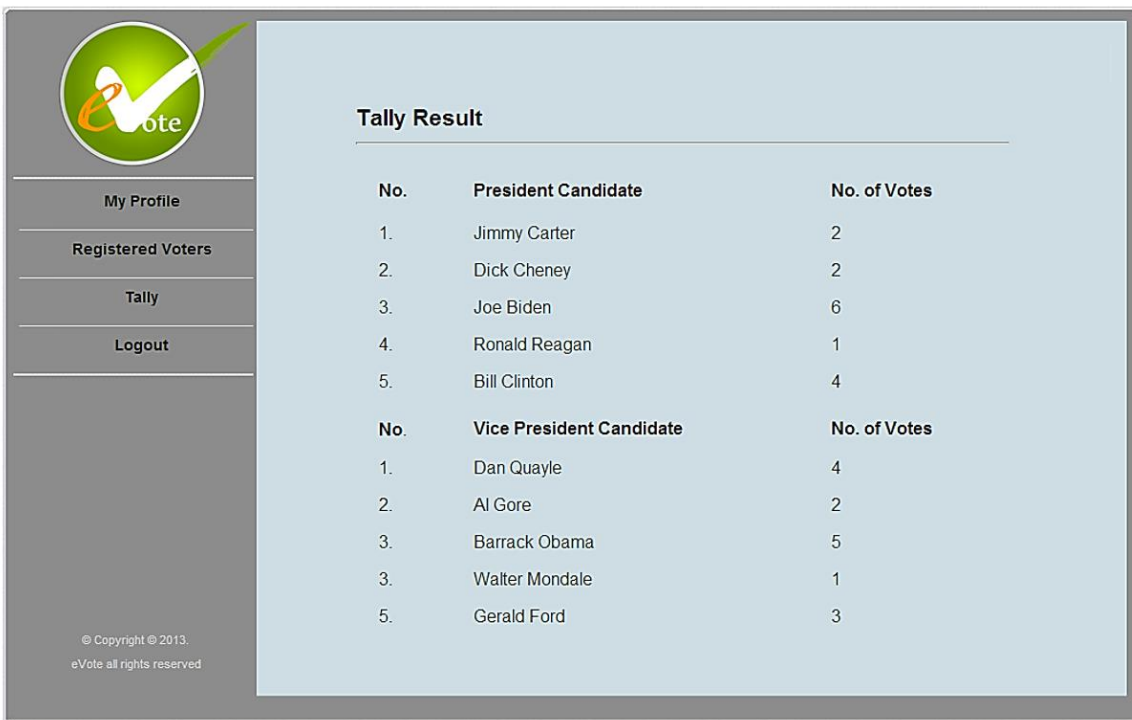 eVote
My Profile
Registered Voters
Tally
Logout
© Copyright © 2013.
eVote all rights reserved
Tally Result
No. President Candidate No. of Votes
1. Jimmy Carter 2
2. Dick Cheney 2
3. Joe Biden 6
4. Ronald Reagan 1
5. Bill Clinton 4
No. Vice President Candidate No. of Votes
1. Dan Quayle 4
2. Al Gore 2
3. Barrack Obama 5
3. Walter Mondale 1
5. Gerald Ford 3